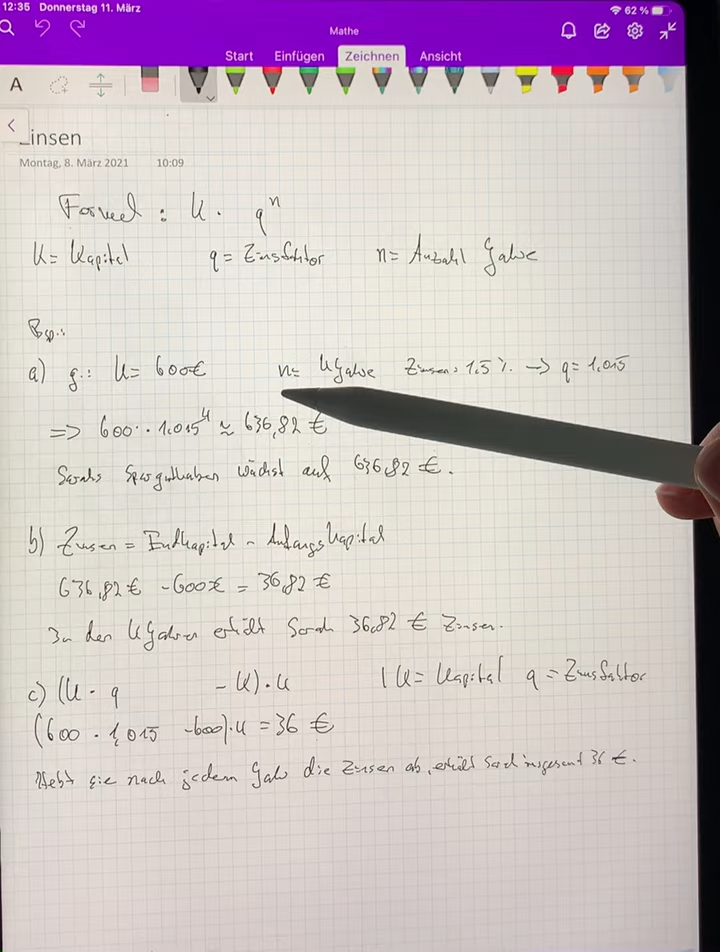 12:35 Donnerstag 11. März 62 %
Mathe
Start Einfügen Zeichnen Ansicht
A
insen
Montag, 8. März 2021 10:09
Formel : K · qⁿ
K = Kapital q = Zinsfaktor n = Anzahl Jahre
Bsp.:
a) g.: K = 600€ n= 4 Jahre Zinsen: 1,5 % → q = 1,015
=> 600 · 1,015⁴ ≈ 636,82 €
Sarahs Sparguthaben wächst auf 636,82 €.
b) Zinsen = Endkapital - Anfangskapital
636,82 € - 600€ = 36,82 €
In den 4 Jahren erhält Sarah 36,82 € Zinsen.
c) (K · q - K) · 4 | K = Kapital q = Zinsfaktor
(600 · 1,015 - 600) · 4 = 36 €
Hebt sie nach jedem Jahr die Zinsen ab, erhält Sarah insgesamt 36 €.